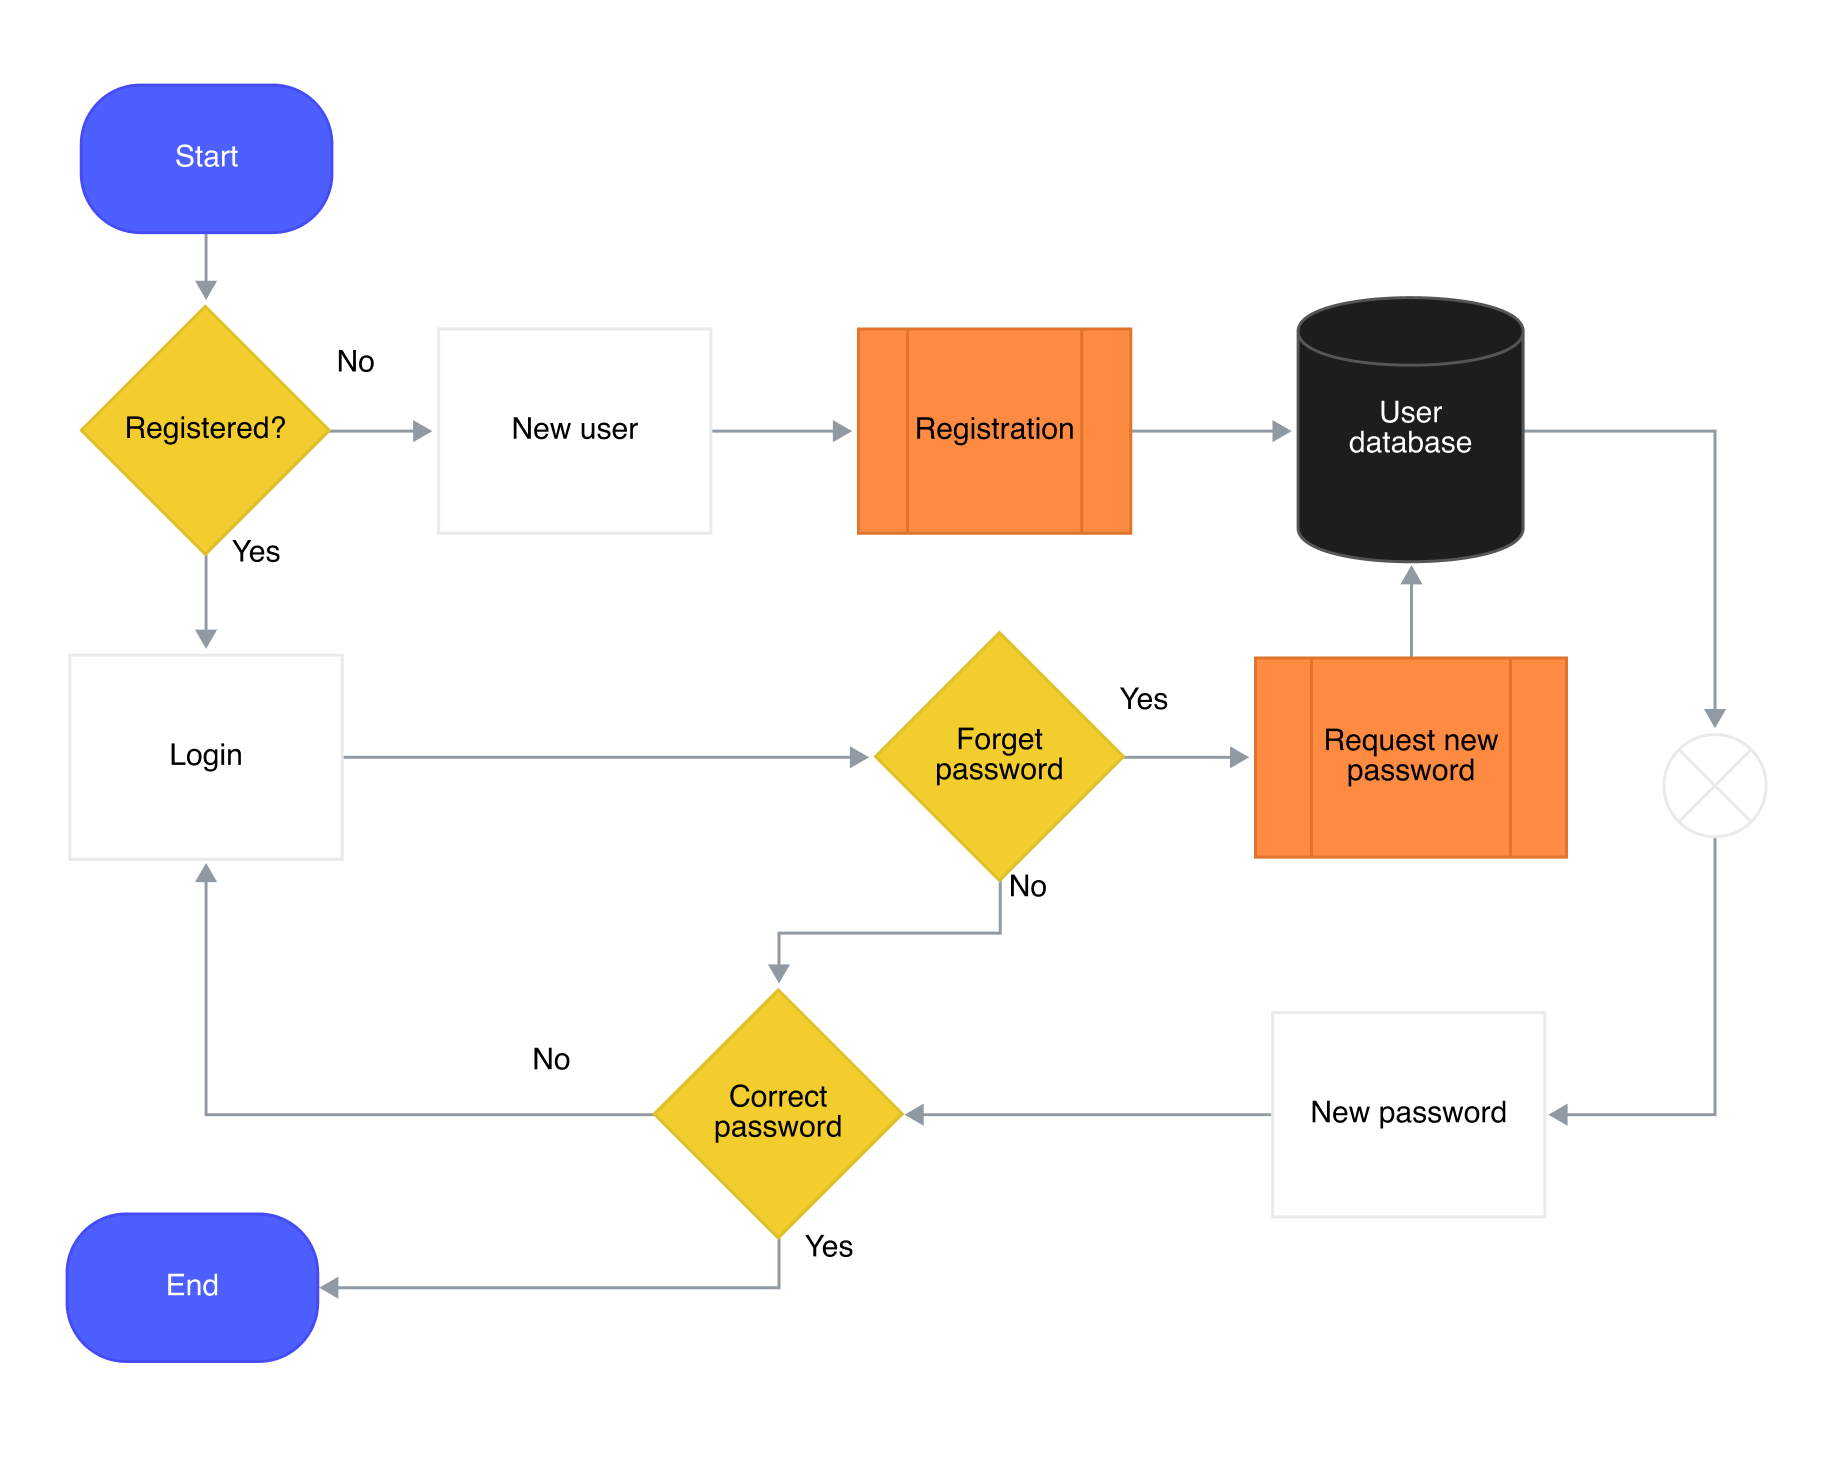 Start
No
Registered?
New user
Registration
User
database
Yes
Login
Forget
password
Yes
Request new
password
No
No
Correct
password
New password
Yes
End